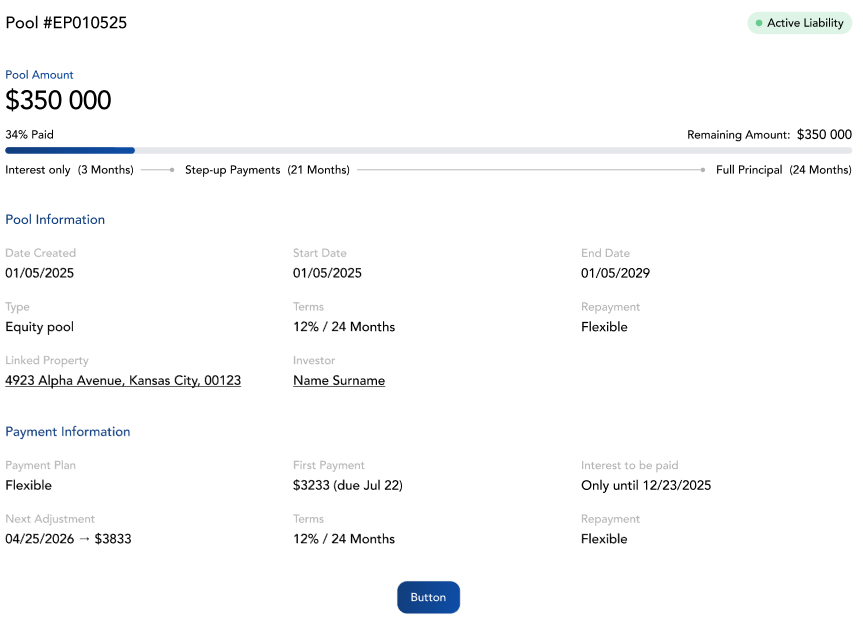 Pool #EP010525
Active Liability
Pool Amount
$350 000
34% Paid
Remaining Amount: $350 000
Interest only (3 Months)
Step-up Payments (21 Months)
Full Principal (24 Months)
Pool Information
Date Created
Start Date
End Date
01/05/2025
01/05/2025
01/05/2029
Type
Terms
Repayment
Equity pool
12% / 24 Months
Flexible
Linked Property
Investor
4923 Alpha Avenue, Kansas City, 00123
Name Surname
Payment Information
Payment Plan
First Payment
Interest to be paid
Flexible
$3233 (due Jul 22)
Only until 12/23/2025
Next Adjustment
Terms
Repayment
04/25/2026 → $3833
12% / 24 Months
Flexible
Button